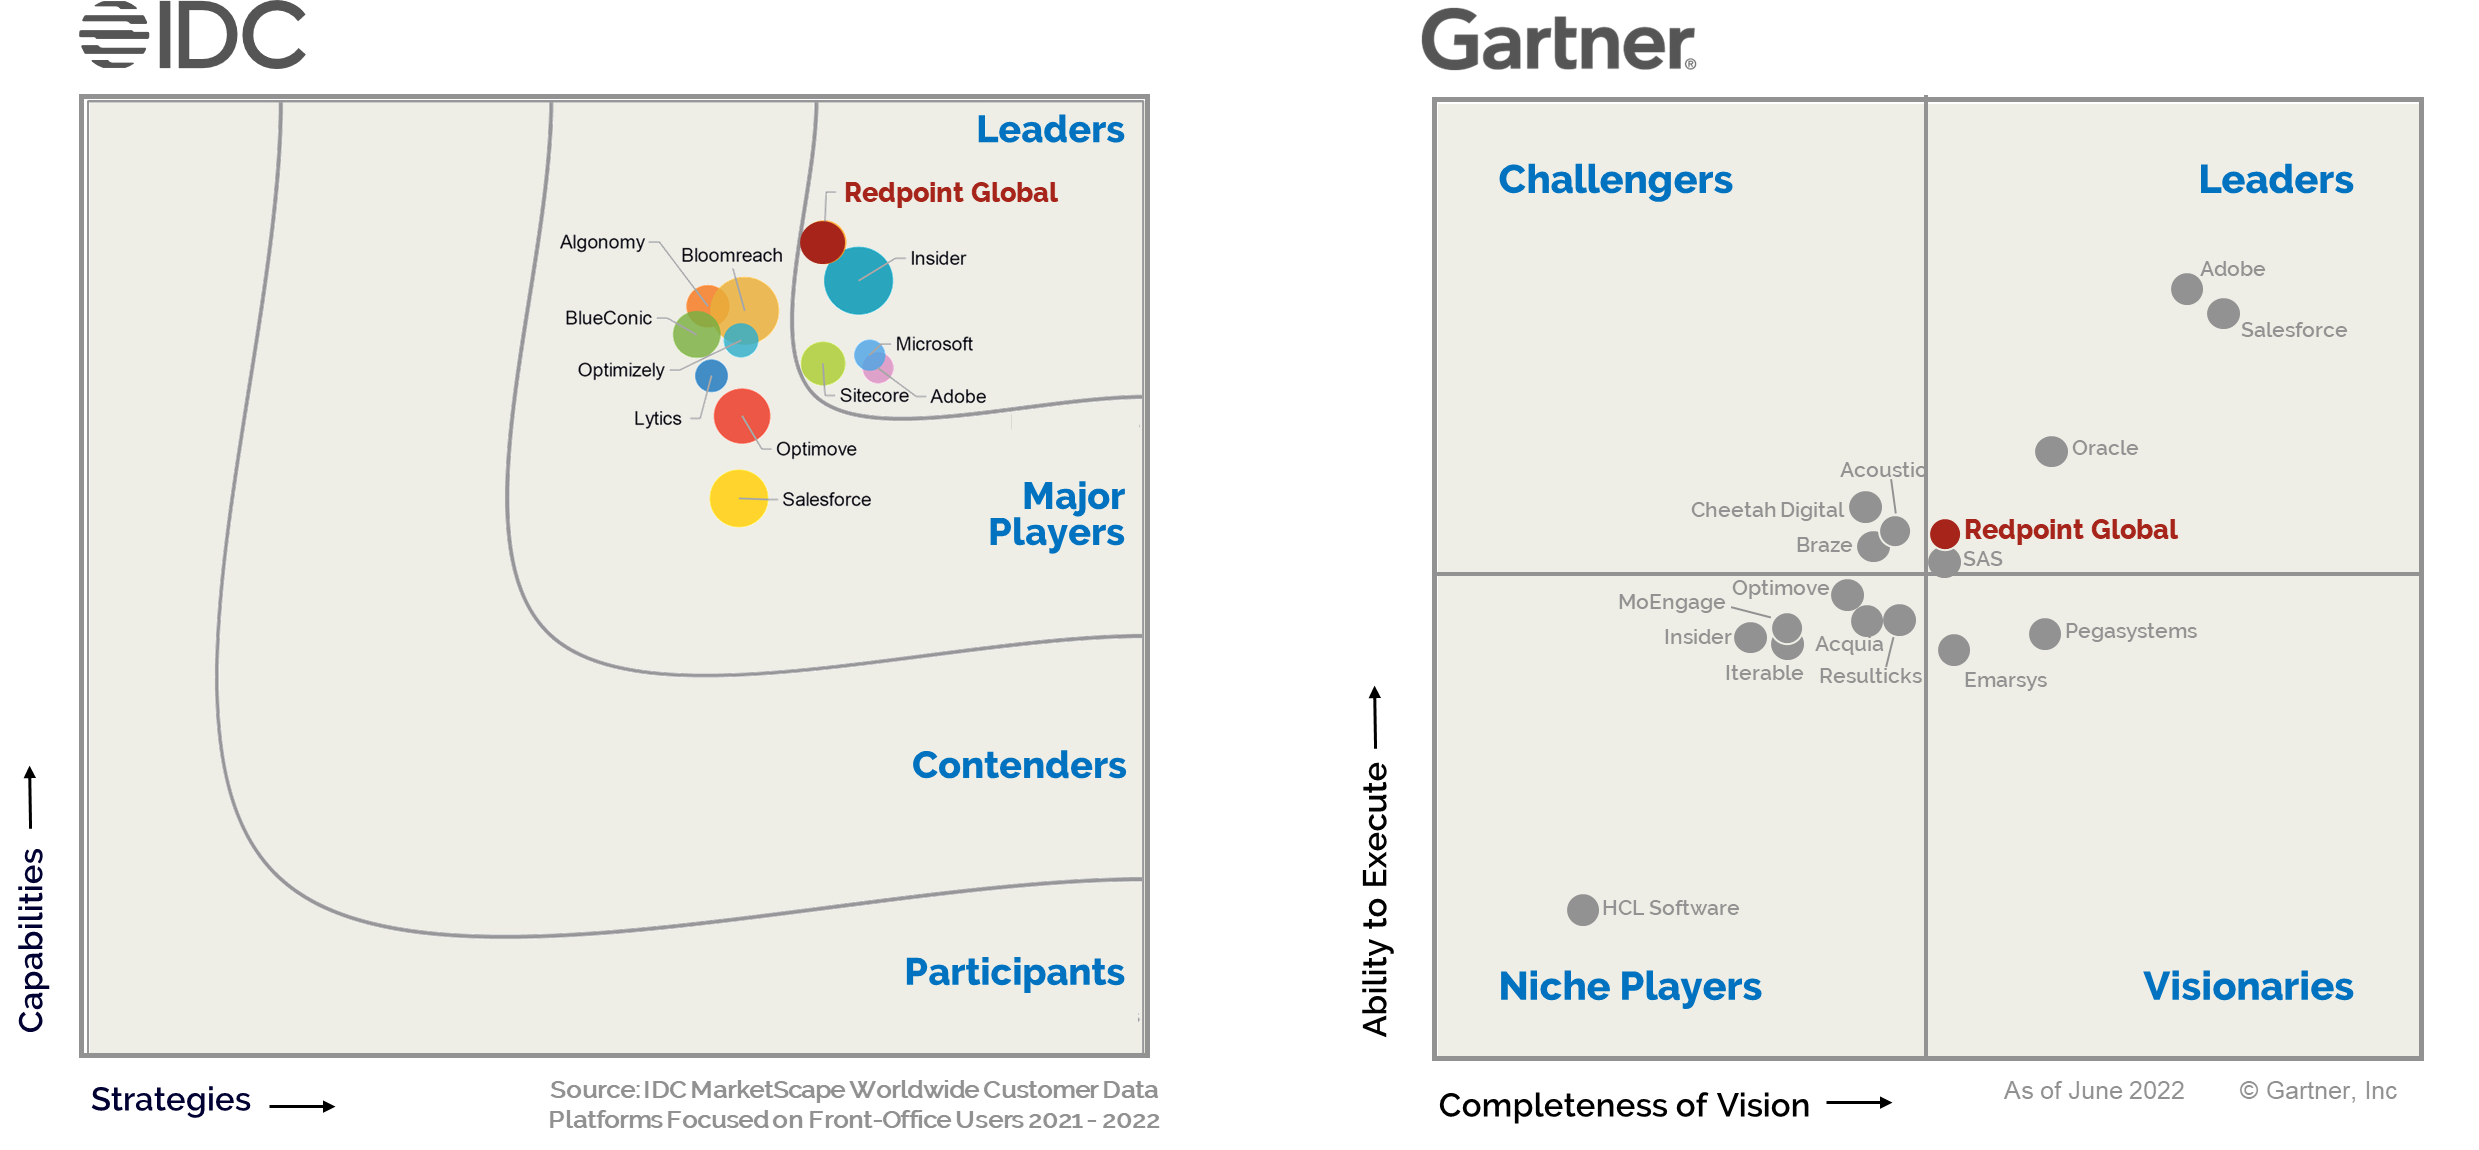 IDC
Leaders
Redpoint Global
Algonomy
Bloomreach
Insider
BlueConic
Microsoft
Optimizely
Sitecore
Adobe
Lytics
Optimove
Salesforce
Major
Players
Contenders
Participants
Capabilities
Strategies
Source: IDC MarketScape Worldwide Customer Data
Platforms Focused on Front-Office Users 2021 - 2022
Gartner®
Challengers
Leaders
Adobe
Salesforce
Oracle
Acoustic
Cheetah Digital
Redpoint Global
Braze
SAS
Optimove
MoEngage
Insider
Acquia
Pegasystems
Iterable
Resulticks
Emarsys
HCL Software
Niche Players
Visionaries
Ability to Execute
Completeness of Vision
As of June 2022
© Gartner, Inc